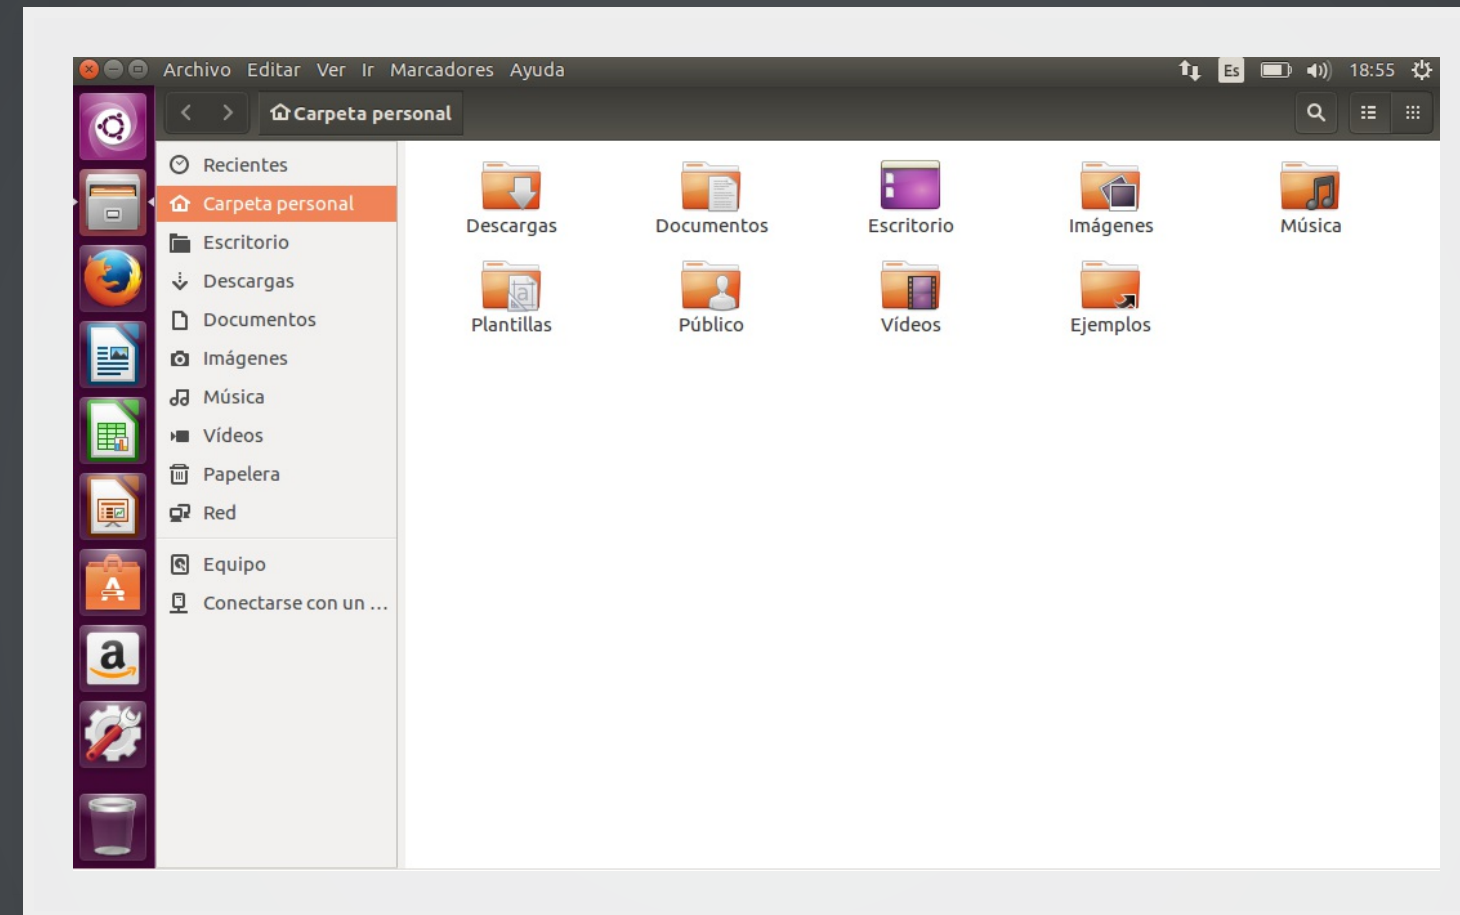 Archivo Editar Ver Ir Marcadores Ayuda
Es
18:55
Carpeta personal
Recientes
Carpeta personal
Escritorio
Descargas
Documentos
Imágenes
Música
Vídeos
Papelera
Red
Equipo
Conectarse con un ...
Descargas
Documentos
Escritorio
Imágenes
Música
Plantillas
Público
Vídeos
Ejemplos